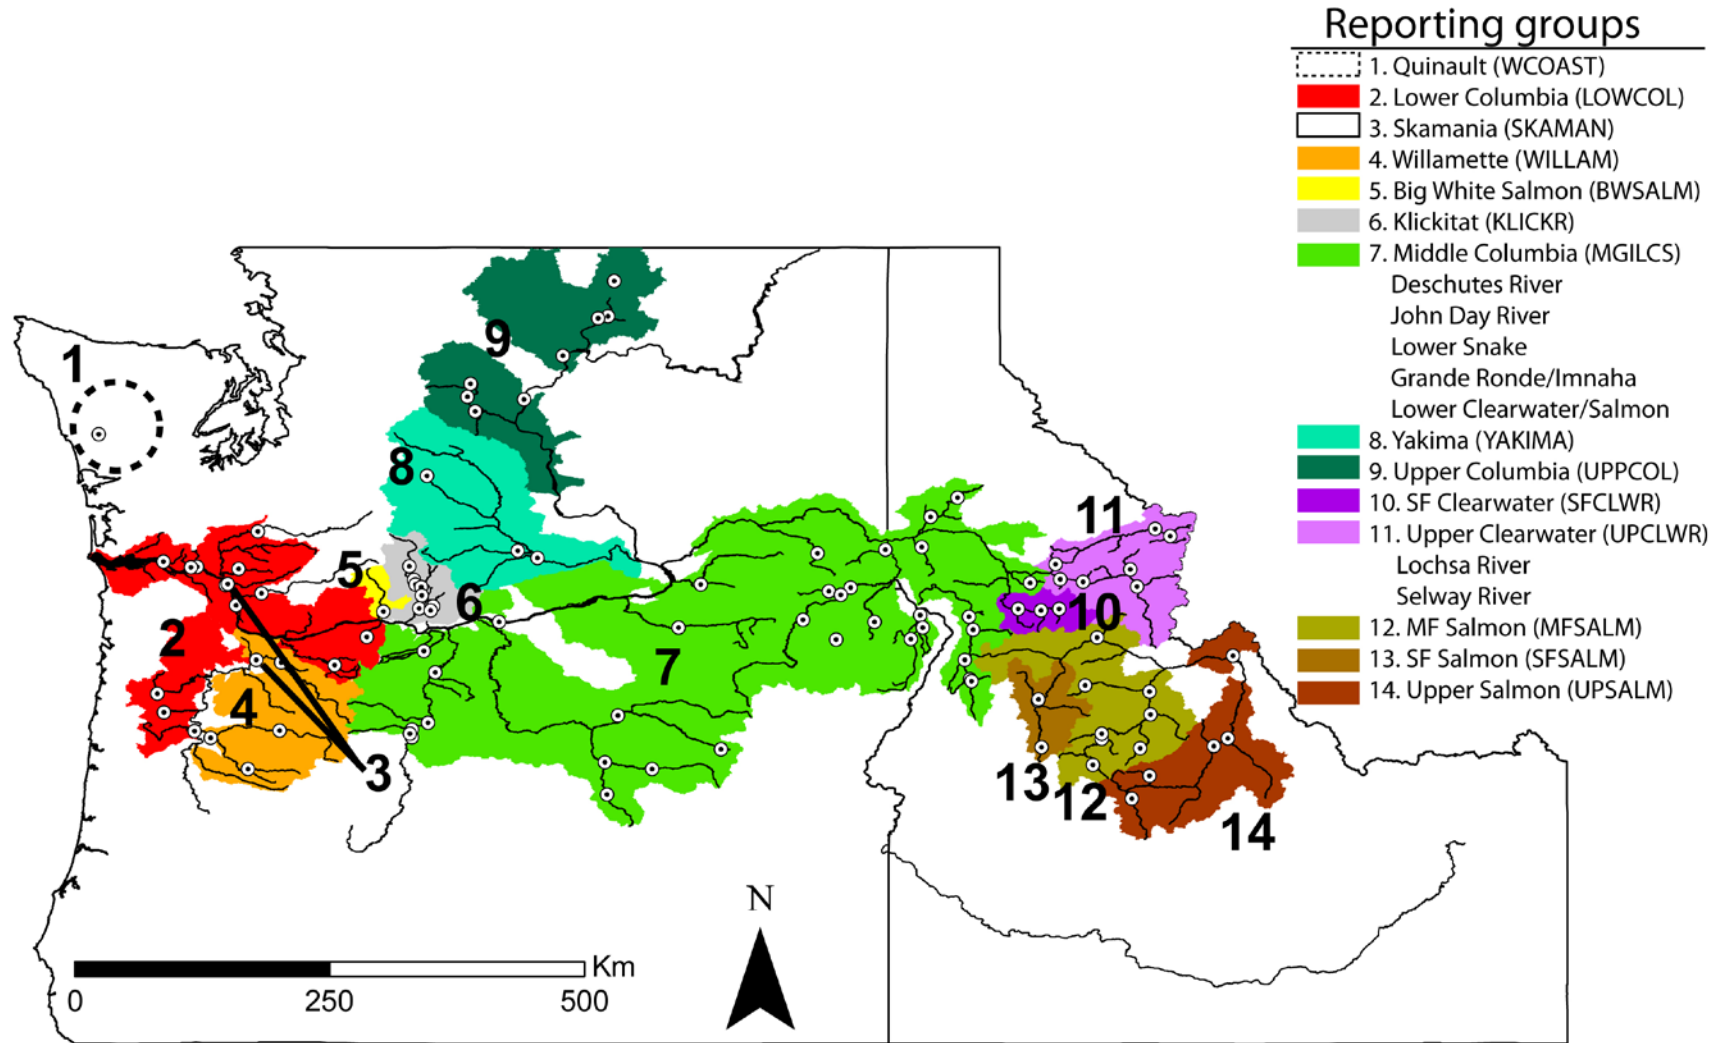 Reporting groups
1. Quinault (WCOAST)
2. Lower Columbia (LOWCOL)
3. Skamania (SKAMAN)
4. Willamette (WILLAM)
5. Big White Salmon (BWSALM)
6. Klickitat (KLICKR)
7. Middle Columbia (MGILCS)
Deschutes River
John Day River
Lower Snake
Grande Ronde/Imnaha
Lower Clearwater/Salmon
8. Yakima (YAKIMA)
9. Upper Columbia (UPPCOL)
10. SF Clearwater (SFCLWR)
11. Upper Clearwater (UPCLWR)
Lochsa River
Selway River
12. MF Salmon (MFSALM)
13. SF Salmon (SFSALM)
14. Upper Salmon (UPSALM)
9
1
8
11
5
6
10
2
7
4
3
13
12
14
N
Km
0 250 500